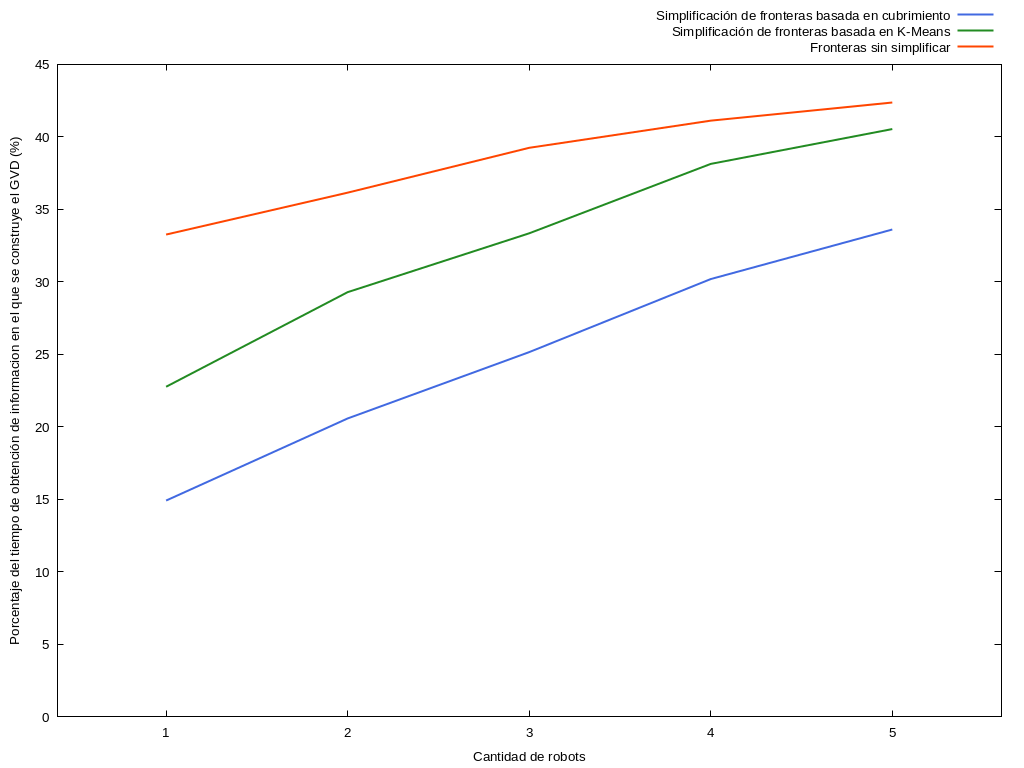 Simplificación de fronteras basada en cubrimiento
Simplificación de fronteras basada en K-Means
Fronteras sin simplificar
Porcentaje del tiempo de obtención de informacion en el que se construye el GVD (%)
45
40
35
30
25
20
15
10
5
0
1 2 3 4 5
Cantidad de robots